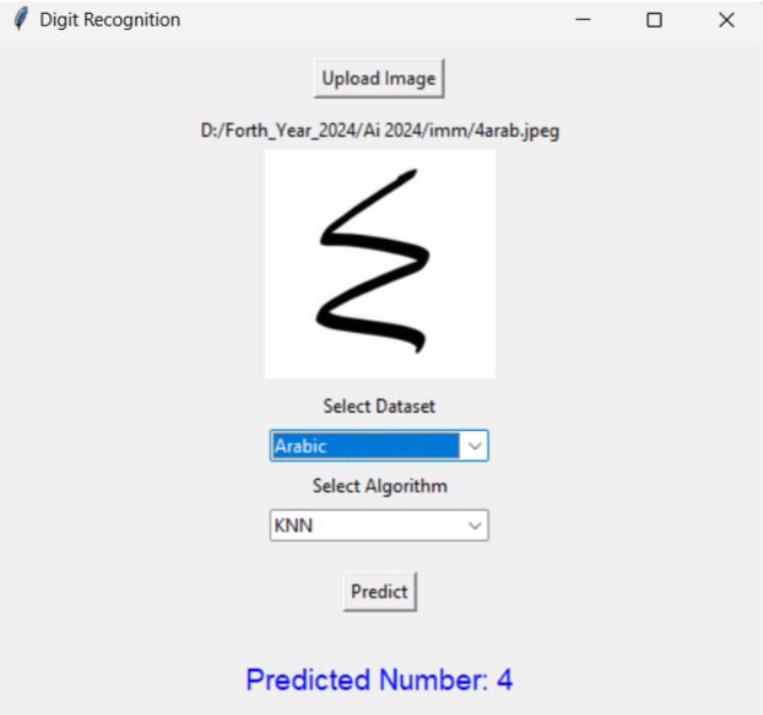 Digit Recognition
Upload Image
D:/Forth_Year_2024/Ai 2024/imm/4arab.jpeg
٤
Select Dataset
Arabic
Select Algorithm
KNN
Predict
Predicted Number: 4